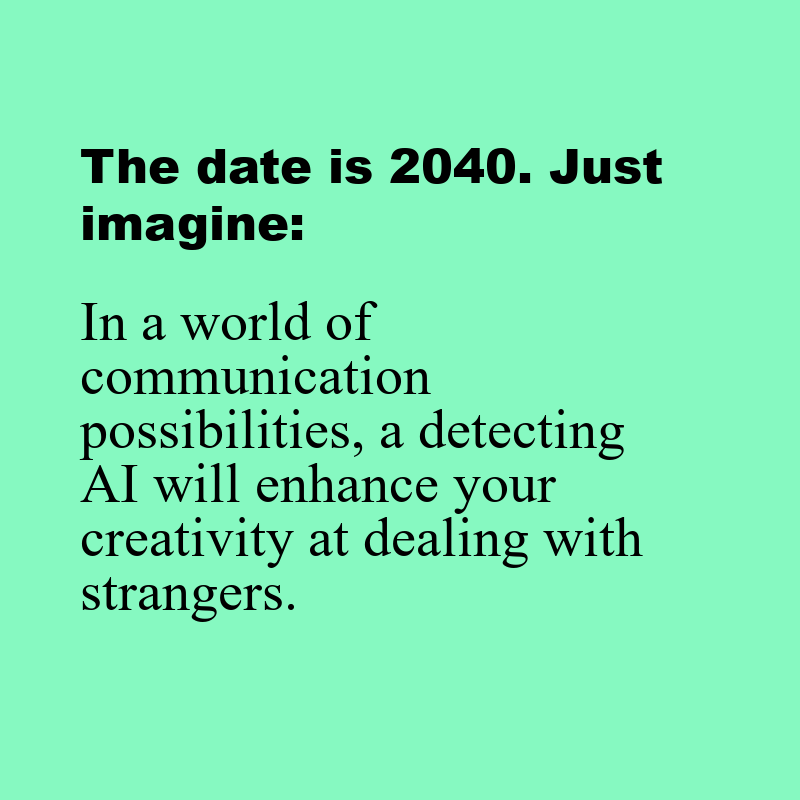 The date is 2040. Just
imagine:
In a world of
communication
possibilities, a detecting
AI will enhance your
creativity at dealing with
strangers.